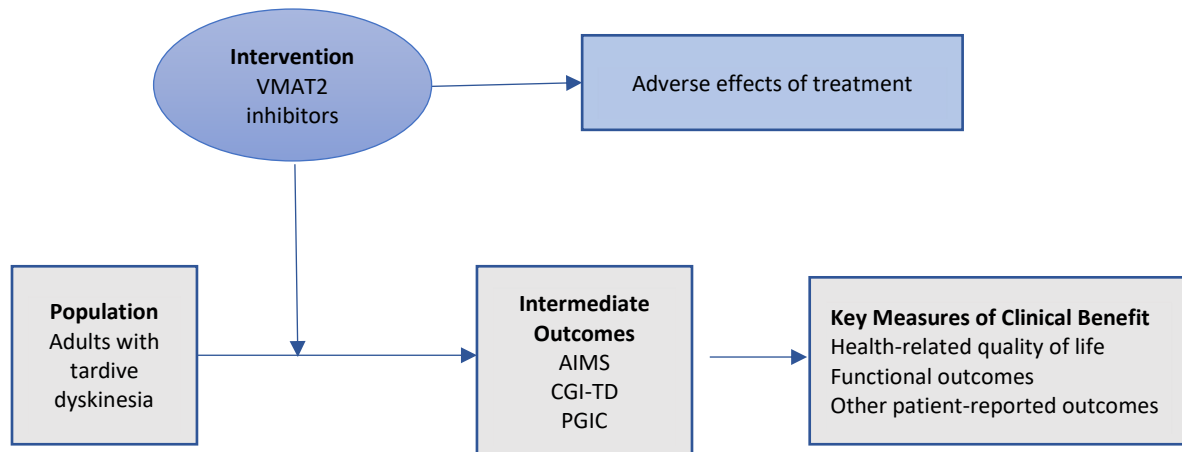 Intervention
VMAT2
inhibitors
Adverse effects of treatment
Population
Adults with
tardive
dyskinesia
Intermediate
Outcomes
AIMS
CGI-TD
PGIC
Key Measures of Clinical Benefit
Health-related quality of life
Functional outcomes
Other patient-reported outcomes